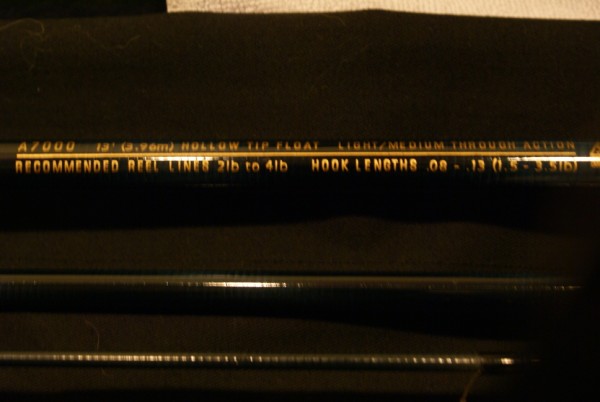 A7000 13' (3.96m) HOLLOW TIP FLOAT LIGHT/MEDIUM THROUGH ACTION
RECOMMENDED REEL LINES 2lb to 4lb HOOK LENGTHS .08 - .13 (1.5 - 3.5lb)